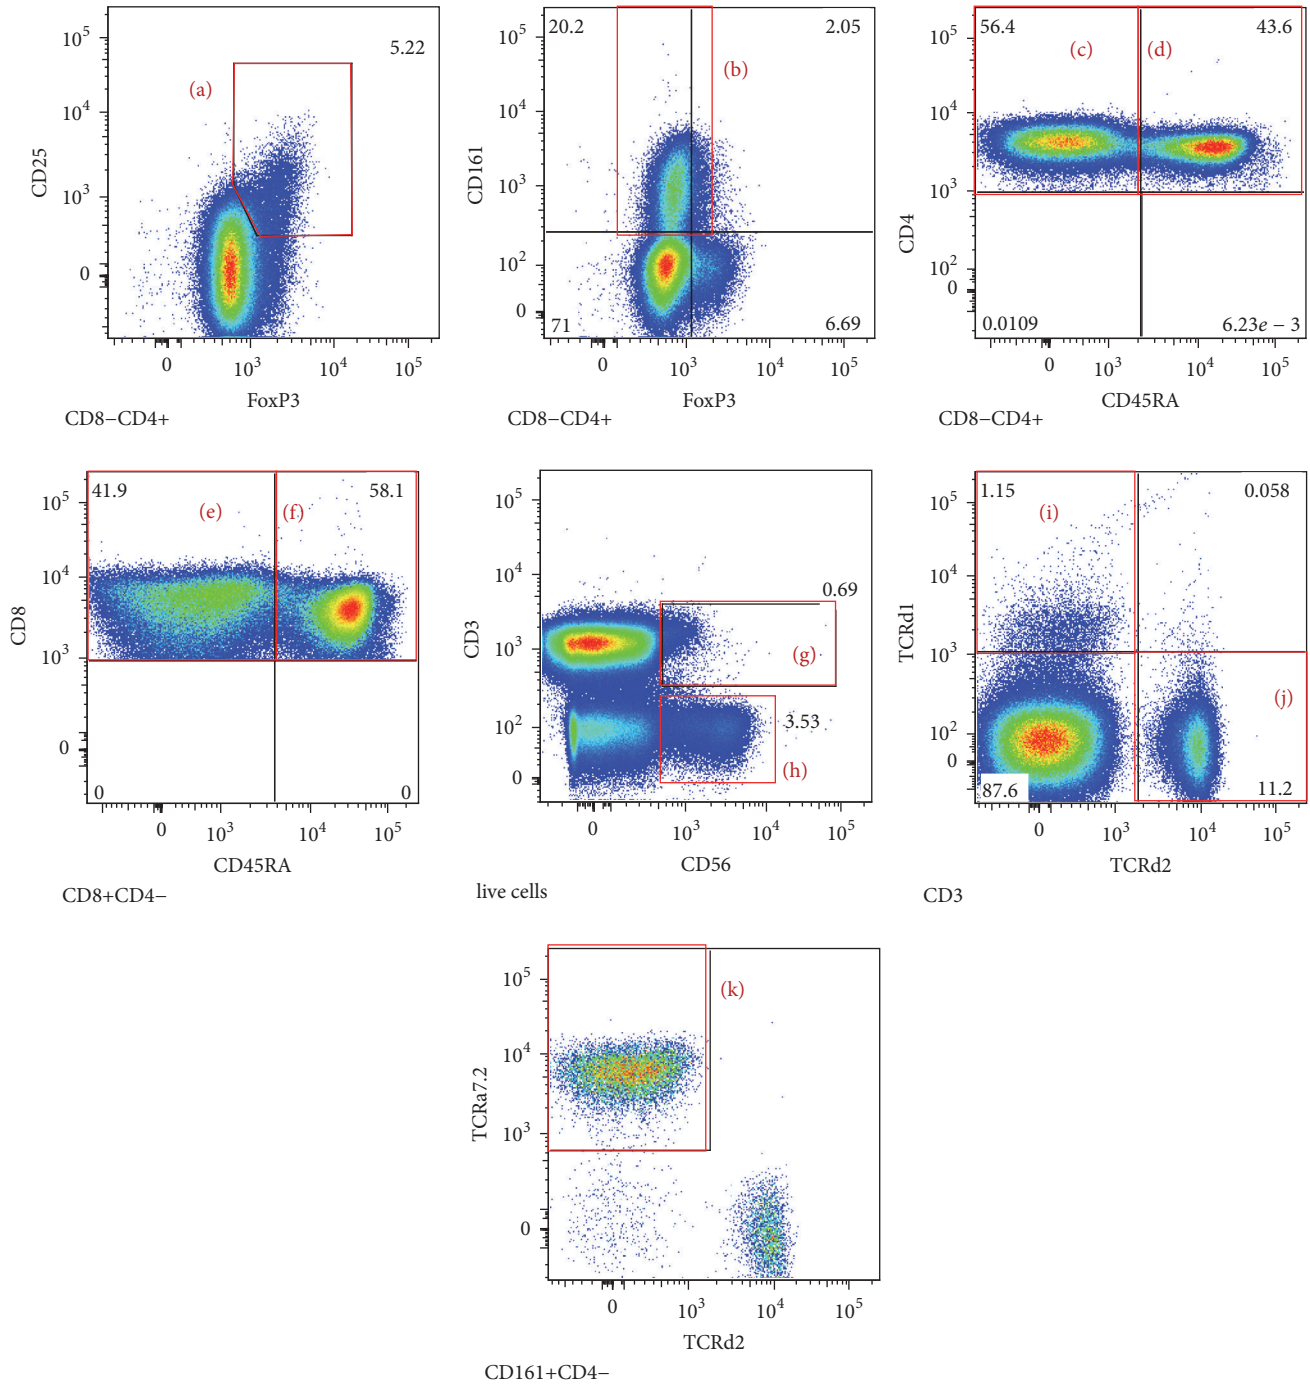 5.22
(a)
10^5
10^4
10^3
0
CD25
0 10^3 10^4 10^5
FoxP3
CD8−CD4+
20.2 2.05
(b)
10^5
10^4
10^3
10^2
0
CD161
71 6.69
0 10^3 10^4 10^5
FoxP3
CD8−CD4+
56.4 43.6
(c) (d)
10^5
10^4
10^3
10^2
0
CD4
0.0109 6.23e − 3
0 10^3 10^4 10^5
CD45RA
CD8−CD4+
41.9 58.1
(e) (f)
10^5
10^4
10^3
0
CD8
0 0
0 10^3 10^4 10^5
CD45RA
CD8+CD4−
10^5
10^4
10^3
10^2
0
CD3
0.69
(g)
3.53
(h)
0 10^3 10^4 10^5
CD56
live cells
1.15 0.058
(i)
10^5
10^4
10^3
10^2
0
TCRd1
(j)
87.6 11.2
0 10^3 10^4 10^5
TCRd2
CD3
(k)
10^5
10^4
10^3
0
TCRa7.2
0 10^3 10^4 10^5
TCRd2
CD161+CD4−